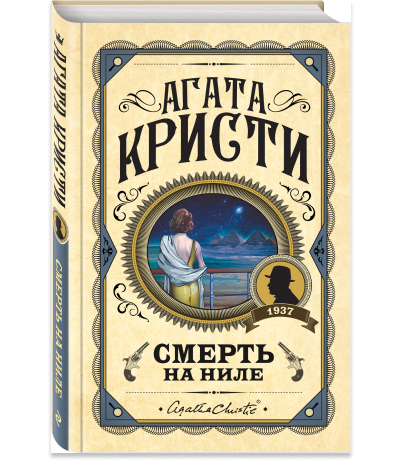 АГАТА
КРИСТИ
1937
СМЕРТЬ
НА НИЛЕ
Agatha Christie®
АГАТА КРИСТИ
СМЕРТЬ НА НИЛЕ